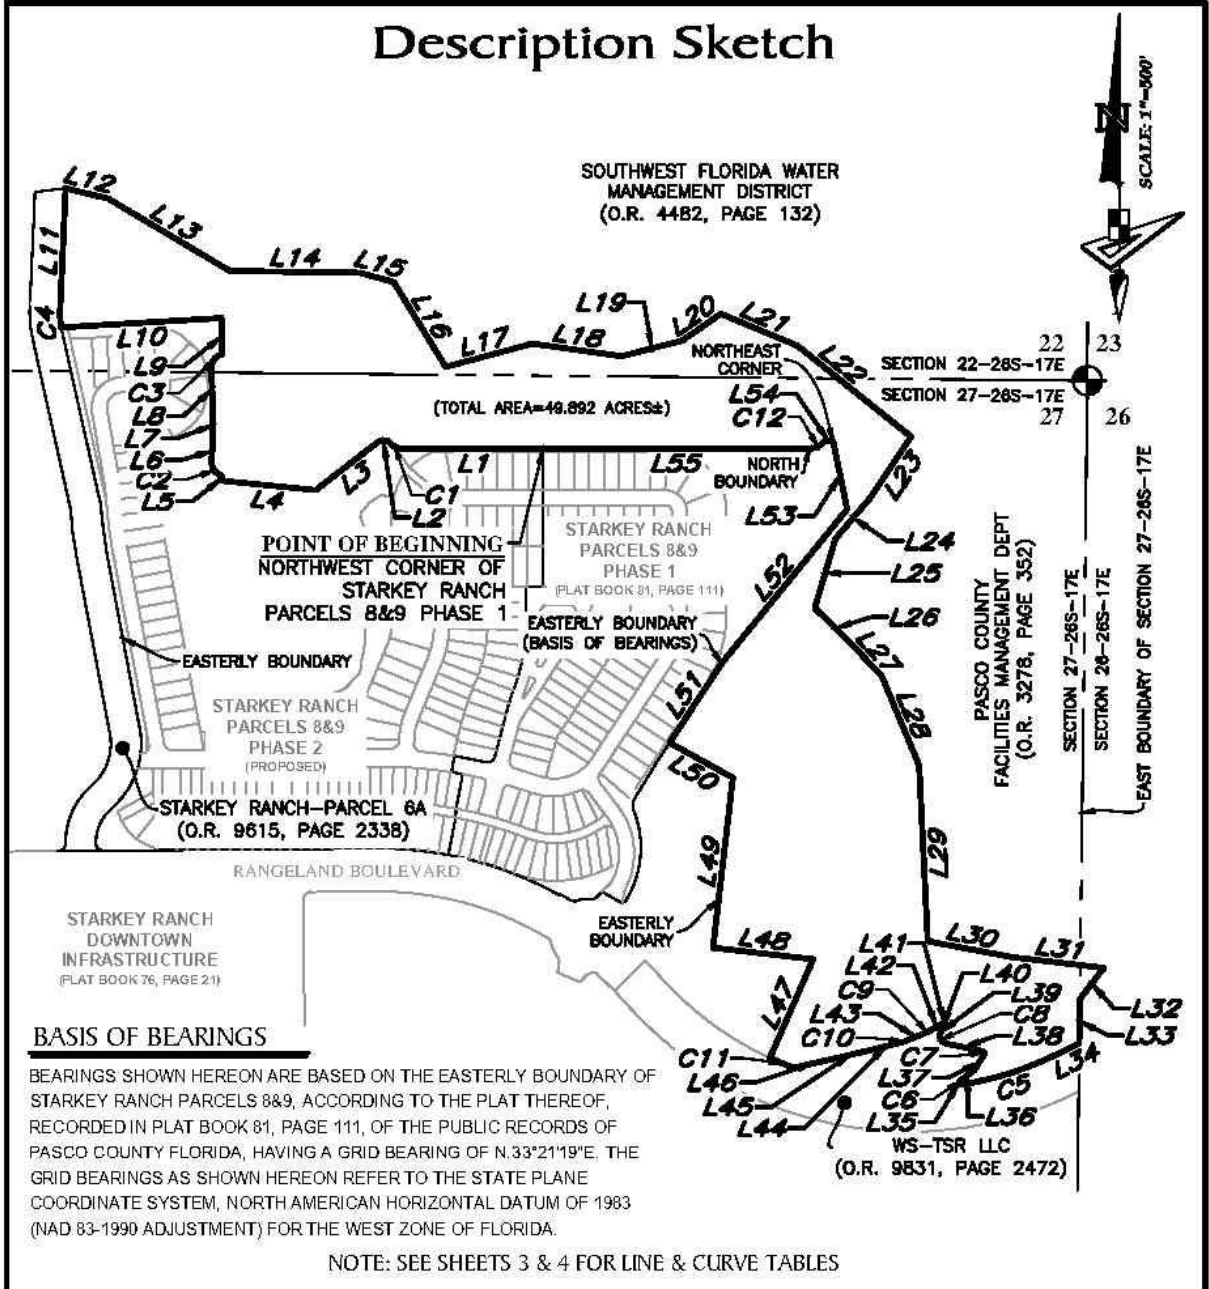 Description Sketch
N
SCALE: 1"=500'
SOUTHWEST FLORIDA WATER
MANAGEMENT DISTRICT
(O.R. 4482, PAGE 132)
L12
L13
L11
L14
L15
C4
L10
L16
L17
L18
L19
L20
L21
L22
NORTHEAST
CORNER
22
23
SECTION 22-26S-17E
SECTION 27-26S-17E
27
26
L9
C3
L8
L7
L6
C2
L5
(TOTAL AREA=49.892 ACRES±)
L54
C12
L4
L3
L1
L55
NORTH
BOUNDARY
L23
C1
L2
L53
POINT OF BEGINNING
NORTHWEST CORNER OF
STARKEY RANCH
PARCELS 8&9 PHASE 1
STARKEY RANCH
PARCELS 8&9
PHASE 1
(PLAT BOOK 81, PAGE 111)
L52
L24
L25
L26
EASTERLY BOUNDARY
(BASIS OF BEARINGS)
L27
L28
PASCO COUNTY
FACILITIES MANAGEMENT DEPT
(O.R. 3278, PAGE 352)
SECTION 27-26S-17E
SECTION 26-26S-17E
EAST BOUNDARY OF SECTION 27-26S-17E
EASTERLY BOUNDARY
L51
STARKEY RANCH
PARCELS 8&9
PHASE 2
(PROPOSED)
L50
STARKEY RANCH-PARCEL 6A
(O.R. 9615, PAGE 2338)
RANGELAND BOULEVARD
L49
L29
STARKEY RANCH
DOWNTOWN
INFRASTRUCTURE
(PLAT BOOK 76, PAGE 21)
EASTERLY
BOUNDARY
L48
L41
L42
C9
L43
C10
L30
L31
L40
L39
C8
L38
L32
L33
L47
C11
L46
L45
L44
C7
L37
C6
L35
C5
L34
L36
WS-TSR LLC
(O.R. 9831, PAGE 2472)
BASIS OF BEARINGS
BEARINGS SHOWN HEREON ARE BASED ON THE EASTERLY BOUNDARY OF
STARKEY RANCH PARCELS 8&9, ACCORDING TO THE PLAT THEREOF,
RECORDED IN PLAT BOOK 81, PAGE 111, OF THE PUBLIC RECORDS OF
PASCO COUNTY FLORIDA, HAVING A GRID BEARING OF N.33°21'19"E. THE
GRID BEARINGS AS SHOWN HEREON REFER TO THE STATE PLANE
COORDINATE SYSTEM, NORTH AMERICAN HORIZONTAL DATUM OF 1983
(NAD 83-1990 ADJUSTMENT) FOR THE WEST ZONE OF FLORIDA.
NOTE: SEE SHEETS 3 & 4 FOR LINE & CURVE TABLES